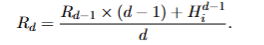 R_d = \frac{R_{d-1} \times (d-1) + H_i^{d-1}}{d}.